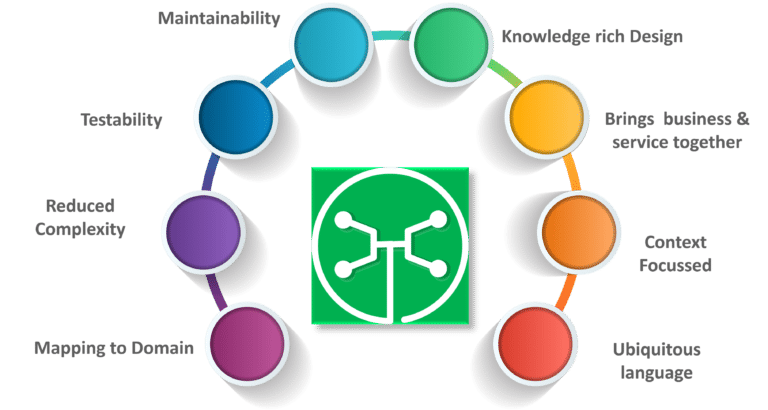 Maintainability
Knowledge rich Design
Testability
Brings business &
service together
Reduced
Complexity
Context
Focussed
Mapping to Domain
Ubiquitous
language